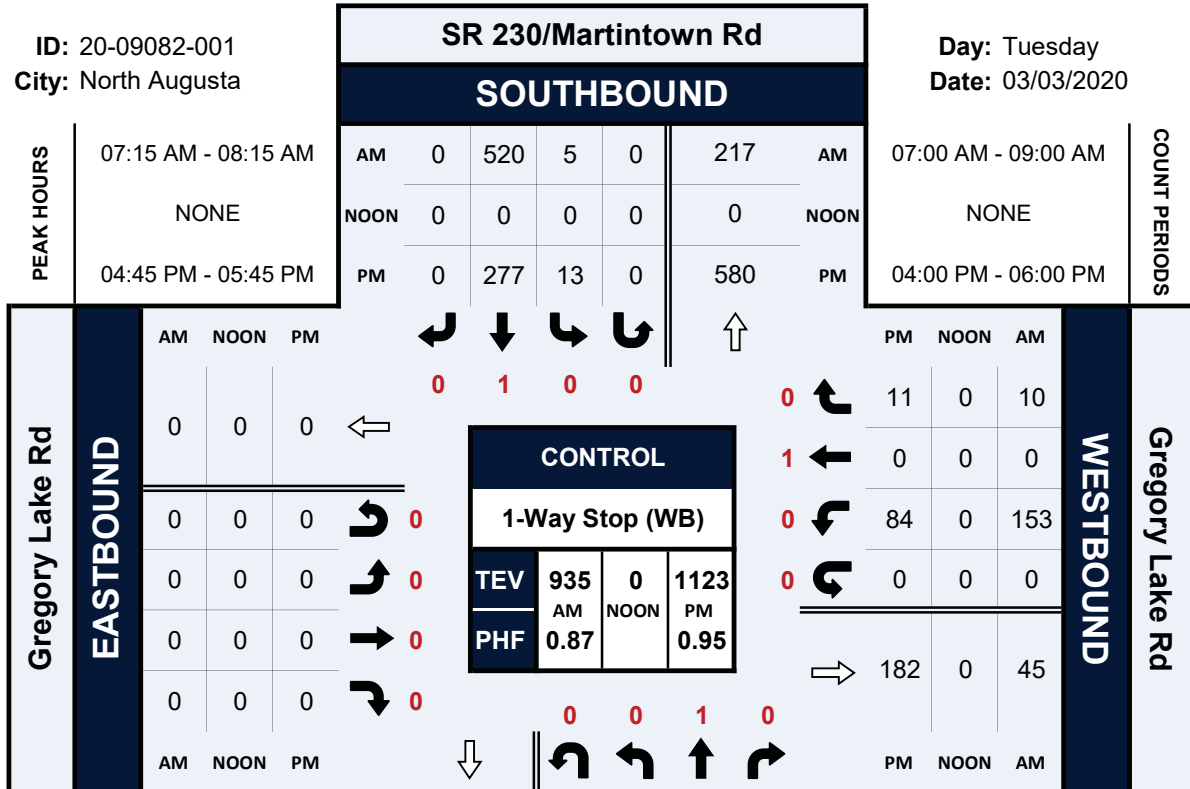 ID: 20-09082-001
City: North Augusta
SR 230/Martintown Rd
SOUTHBOUND
Day: Tuesday
Date: 03/03/2020
PEAK HOURS
07:15 AM - 08:15 AM
NONE
04:45 PM - 05:45 PM
AM 0 520 5 0 217 AM
NOON 0 0 0 0 0 NOON
PM 0 277 13 0 580 PM
07:00 AM - 09:00 AM
NONE
04:00 PM - 06:00 PM
COUNT PERIODS
0 1 0 0
Gregory Lake Rd
EASTBOUND
AM NOON PM
0 0 0
0 0 0 0
0 0 0 0
0 0 0 0
0 0 0 0
AM NOON PM
CONTROL
1-Way Stop (WB)
TEV 935 0 1123
AM NOON PM
PHF 0.87 0.95
PM NOON AM
0 11 0 10
1 0 0 0
0 84 0 153
0 0 0 0
182 0 45
PM NOON AM
WESTBOUND
Gregory Lake Rd
0 0 1 0